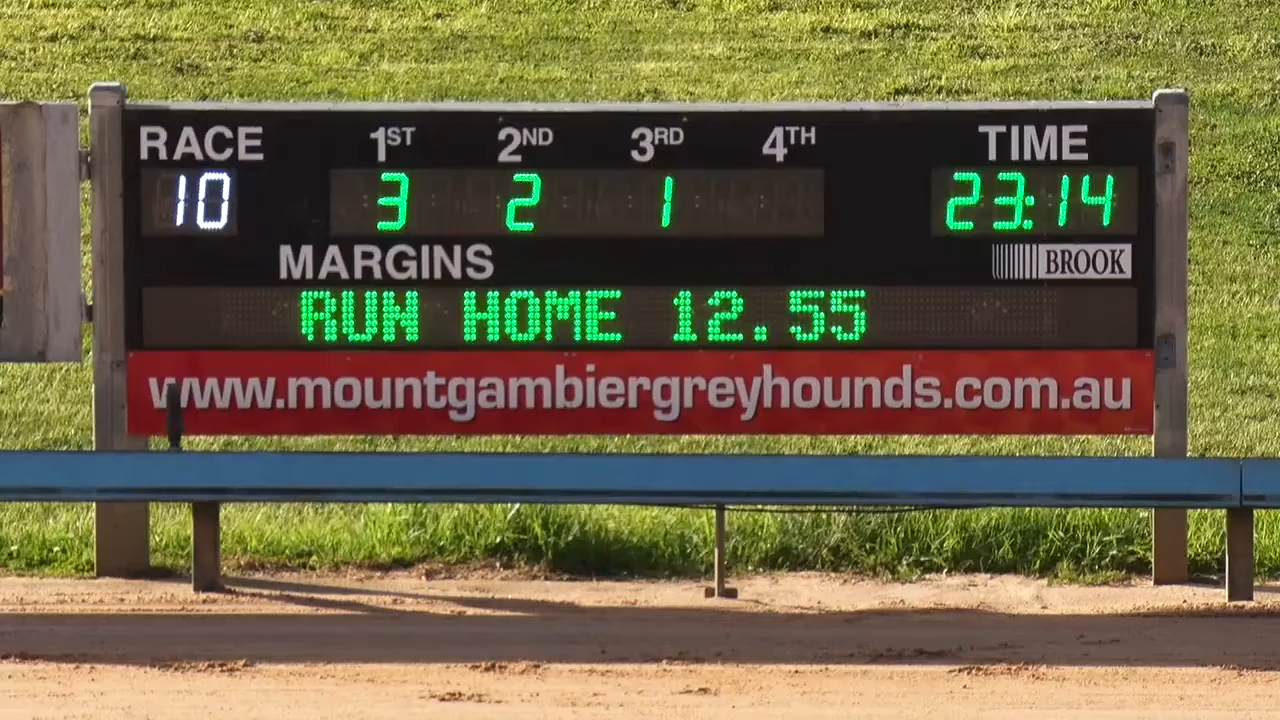 RACE 1ST 2ND 3RD 4TH TIME
10 3 2 1 23:14
MARGINS BROOK
RUN HOME 12.55
www.mountgambiergreyhounds.com.au